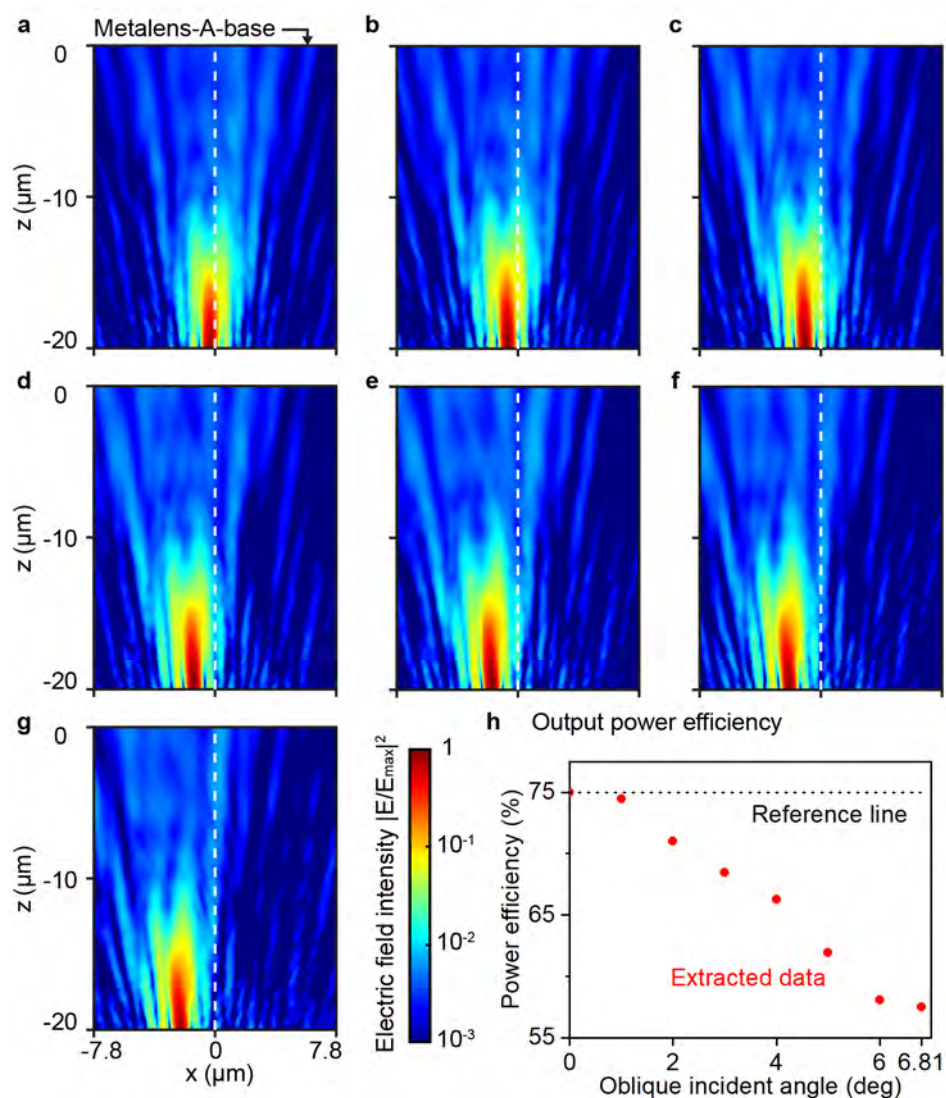 a Metalens-A-base b c
0
-10
-20
z (µm)
d e f
0
-10
-20
z (µm)
g
0
-10
-20
z (µm)
-7.8 0 7.8
x (µm)
Electric field intensity |E/Emax|²
1
10⁻¹
10⁻²
10⁻³
h Output power efficiency
Power efficiency (%)
75
65
55
Reference line
Extracted data
0 2 4 6 6.81
Oblique incident angle (deg)